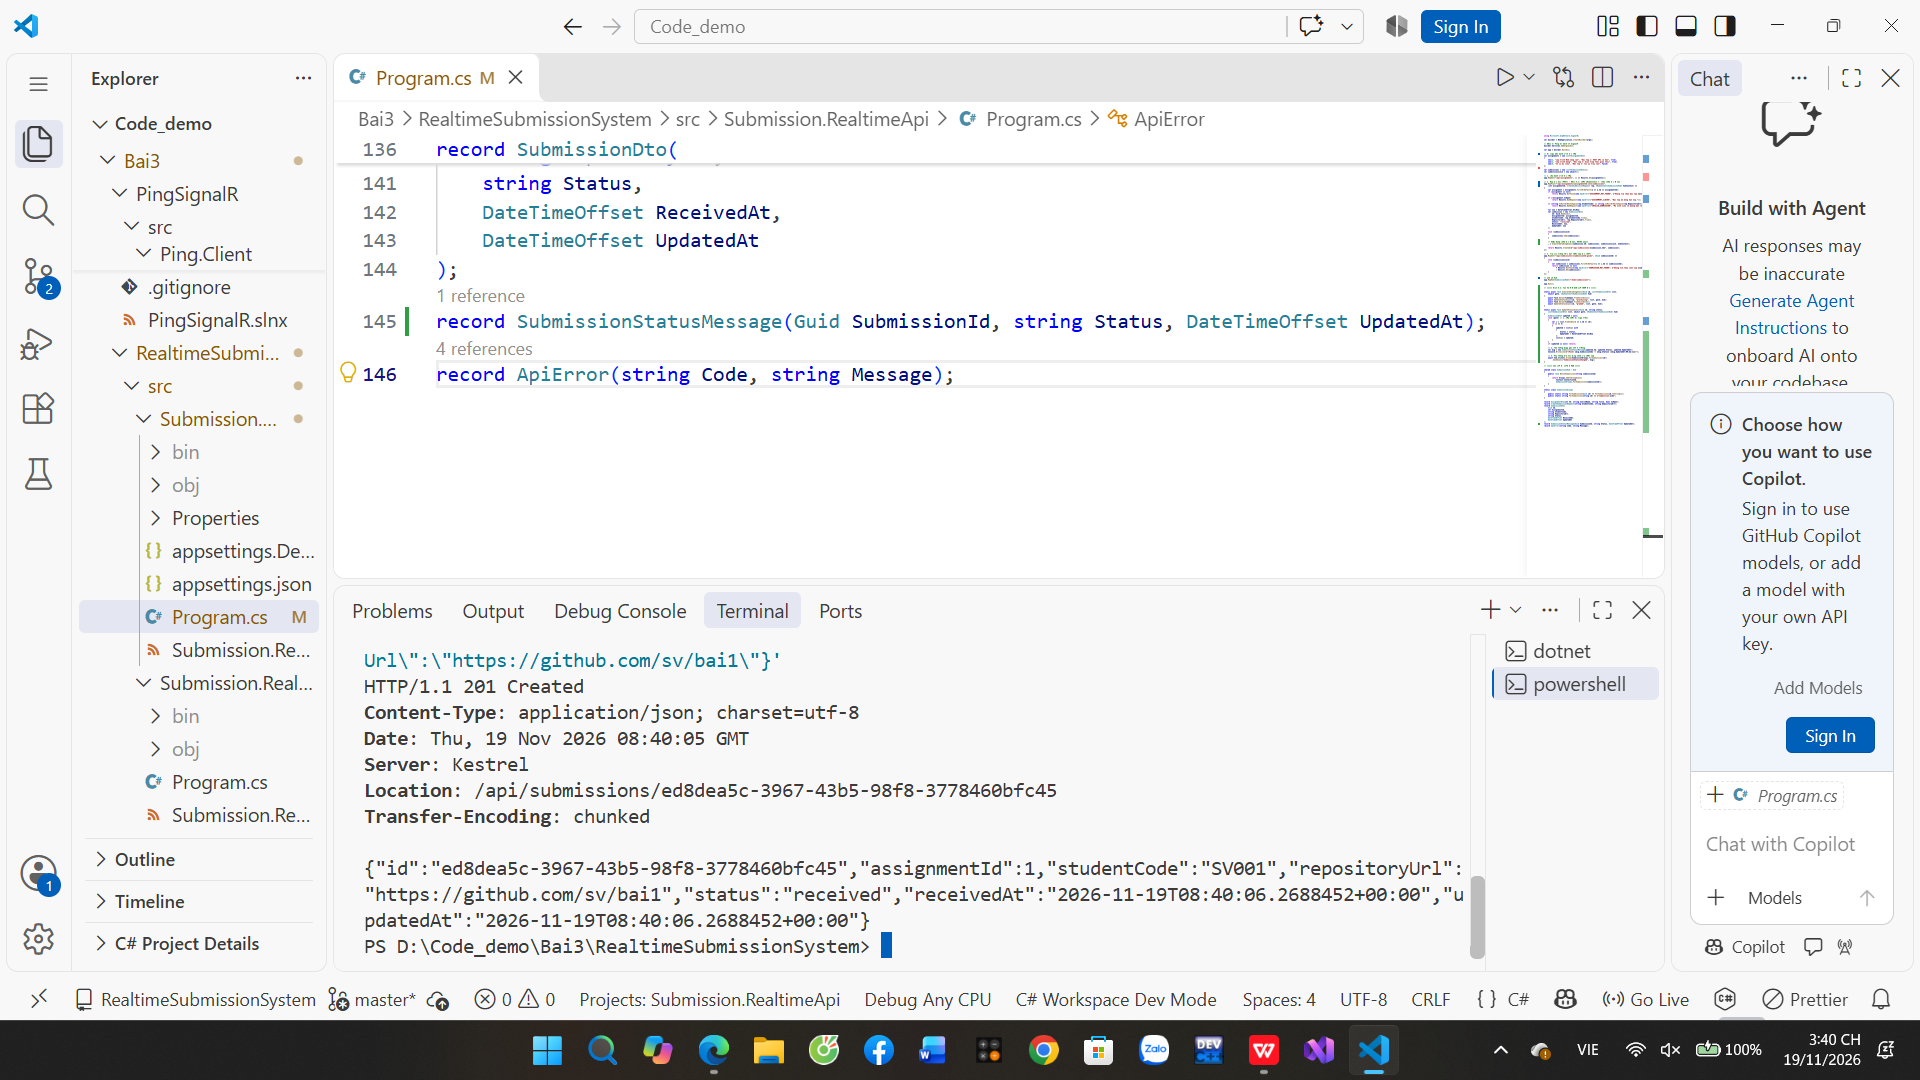 Code_demo
Sign In
Explorer
Code_demo
Bai3
PingSignalR
src
Ping.Client
.gitignore
PingSignalR.slnx
RealtimeSubmi...
src
Submission....
bin
obj
Properties
appsettings.De...
appsettings.json
Program.cs M
Submission.Re...
Submission.Real...
bin
obj
Program.cs
Submission.Re...
Outline
Timeline
C# Project Details
2
1
Program.cs M
Bai3 > RealtimeSubmissionSystem > src > Submission.RealtimeApi > Program.cs > ApiError
136 record SubmissionDto(
141 string Status,
142 DateTimeOffset ReceivedAt,
143 DateTimeOffset UpdatedAt
144 );
1 reference
145 record SubmissionStatusMessage(Guid SubmissionId, string Status, DateTimeOffset UpdatedAt);
4 references
146 record ApiError(string Code, string Message);
Problems Output Debug Console Terminal Ports
Url\":\"https://github.com/sv/bai1\"}'
HTTP/1.1 201 Created
Content-Type: application/json; charset=utf-8
Date: Thu, 19 Nov 2026 08:40:05 GMT
Server: Kestrel
Location: /api/submissions/ed8dea5c-3967-43b5-98f8-3778460bfc45
Transfer-Encoding: chunked
{"id":"ed8dea5c-3967-43b5-98f8-3778460bfc45","assignmentId":1,"studentCode":"SV001","repositoryUrl":
"https://github.com/sv/bai1","status":"received","receivedAt":"2026-11-19T08:40:06.2688452+00:00","u
pdatedAt":"2026-11-19T08:40:06.2688452+00:00"}
PS D:\Code_demo\Bai3\RealtimeSubmissionSystem>
dotnet
powershell
Chat
Build with Agent
AI responses may
be inaccurate
Generate Agent
Instructions to
onboard AI onto
your codebase
Choose how
you want to use
Copilot.
Sign in to use
GitHub Copilot
models, or add
a model with
your own API
key.
Add Models
Sign In
Program.cs
Chat with Copilot
Models
Copilot
RealtimeSubmissionSystem master* 0 0 Projects: Submission.RealtimeApi Debug Any CPU C# Workspace Dev Mode Spaces: 4 UTF-8 CRLF { } C# Go Live Prettier
Zalo
DEV
VIE
100%
3:40 CH
19/11/2026